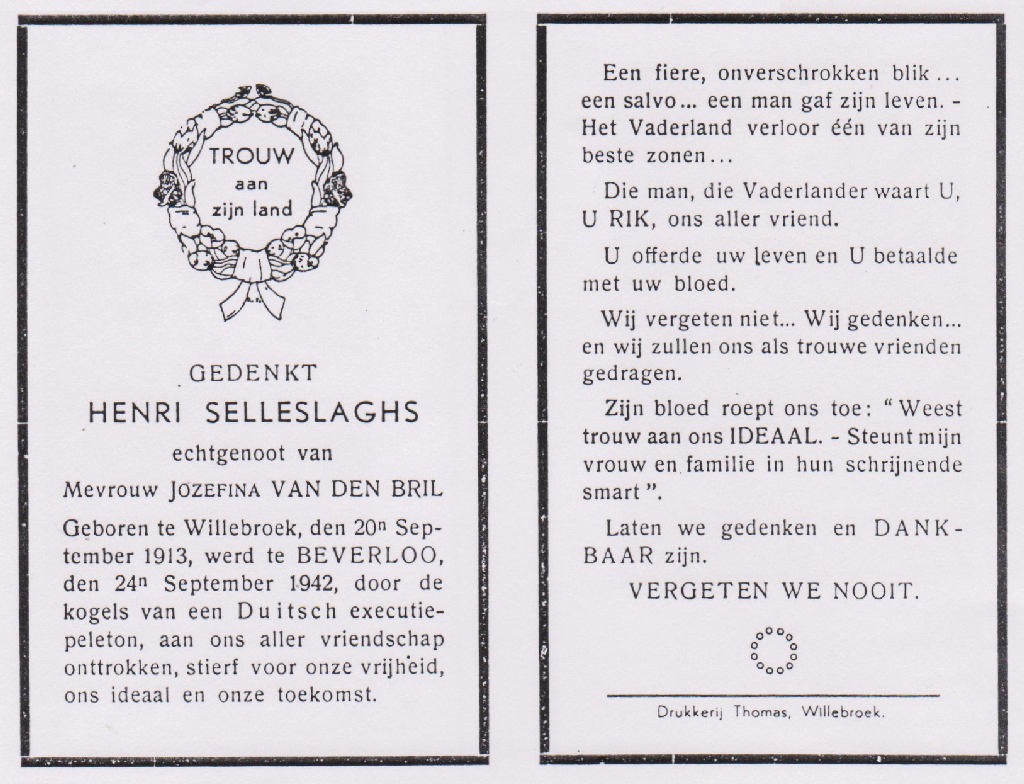 TROUW
aan
zijn land
GEDENKT
HENRI SELLESLAGHS
echtgenoot van
Mevrouw JOZEFINA VAN DEN BRIL
Geboren te Willebroek, den 20n Sep-
tember 1913, werd te BEVERLOO,
den 24n September 1942, door de
kogels van een Duitsch executie-
peleton, aan ons aller vriendschap
onttrokken, stierf voor onze vrijheid,
ons ideaal en onze toekomst.
Een fiere, onverschrokken blik...
een salvo... een man gaf zijn leven. -
Het Vaderland verloor één van zijn
beste zonen...
Die man, die Vaderlander waart U,
U RIK, ons aller vriend.
U offerde uw leven en U betaalde
met uw bloed.
Wij vergeten niet... Wij gedenken...
en wij zullen ons als trouwe vrienden
gedragen.
Zijn bloed roept ons toe: "Weest
trouw aan ons IDEAAL. - Steunt mijn
vrouw en familie in hun schrijnende
smart".
Laten we gedenken en DANK-
BAAR zijn.
VERGETEN WE NOOIT.
Drukkerij Thomas, Willebroek.